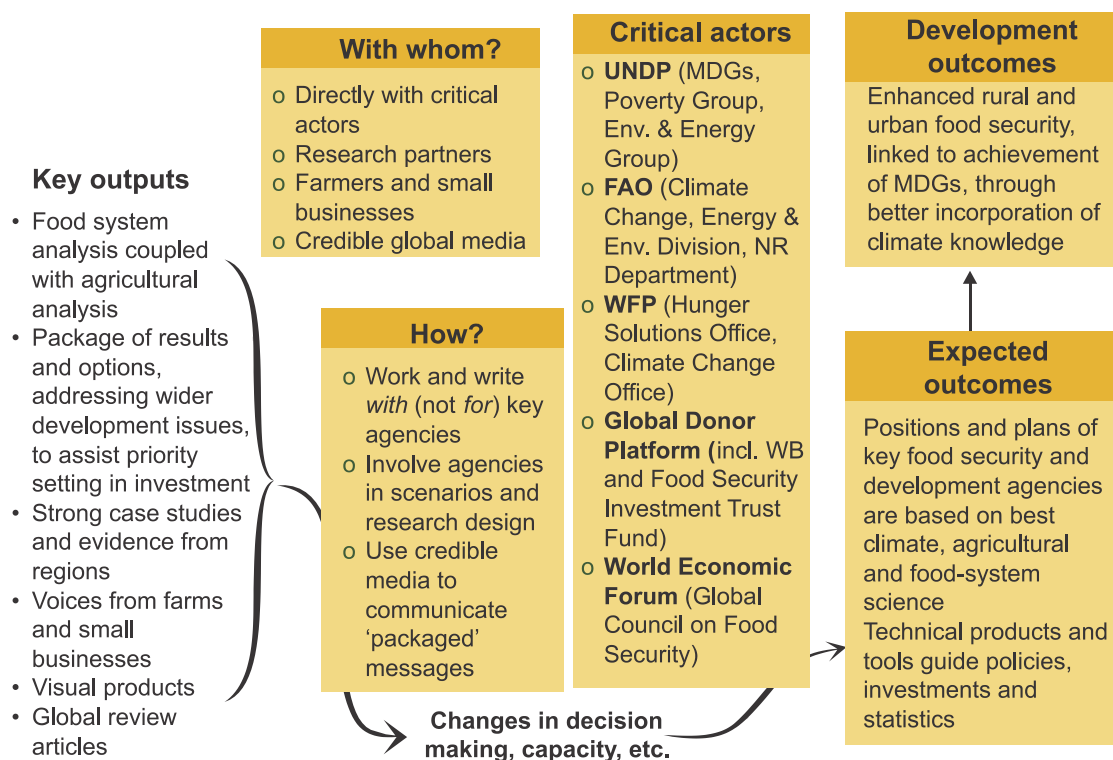 Key outputs
• Food system
analysis coupled
with agricultural
analysis
• Package of results
and options,
addressing wider
development issues,
to assist priority
setting in investment
• Strong case studies
and evidence from
regions
• Voices from farms
and small
businesses
• Visual products
• Global review
articles
With whom?
o Directly with critical
actors
o Research partners
o Farmers and small
businesses
o Credible global media
How?
o Work and write
with (not for) key
agencies
o Involve agencies
in scenarios and
research design
o Use credible
media to
communicate
‘packaged’
messages
Critical actors
o UNDP (MDGs,
Poverty Group,
Env. & Energy
Group)
o FAO (Climate
Change, Energy &
Env. Division, NR
Department)
o WFP (Hunger
Solutions Office,
Climate Change
Office)
o Global Donor
Platform (incl. WB
and Food Security
Investment Trust
Fund)
o World Economic
Forum (Global
Council on Food
Security)
Changes in decision
making, capacity, etc.
Development
outcomes
Enhanced rural and
urban food security,
linked to achievement
of MDGs, through
better incorporation of
climate knowledge
Expected
outcomes
Positions and plans of
key food security and
development agencies
are based on best
climate, agricultural
and food-system
science
Technical products and
tools guide policies,
investments and
statistics